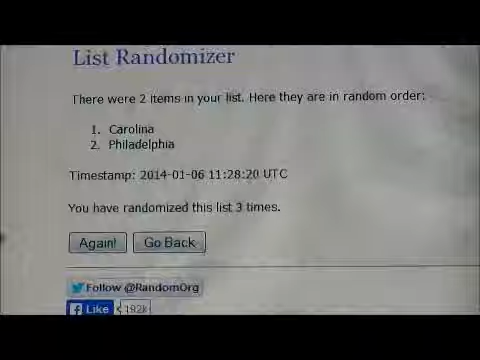 List Randomizer
There were 2 items in your list. Here they are in random order:
1. Carolina
2. Philadelphia
Timestamp: 2014-01-06 11:28:20 UTC
You have randomized this list 3 times.
Again! Go Back
Follow @RandomOrg
Like 192k